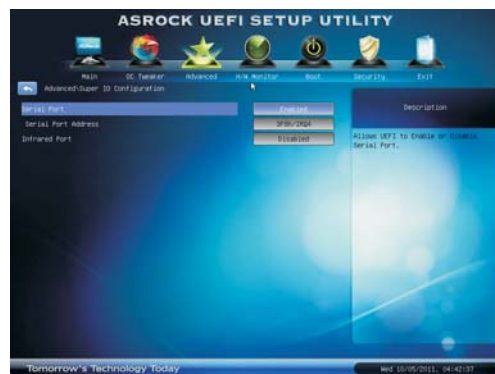 ASROCK UEFI SETUP UTILITY
Main OC Tweaker Advanced H/W Monitor Boot Security Exit
Advanced\Super IO Configuration
Serial Port Enabled
Serial Port Address 3F8h/IRQ4
Infrared Port Disabled
Description
Allows UEFI to Enable or Disable
Serial Port.
Tomorrow's Technology Today
Wed 10/05/2011, 04:42:37